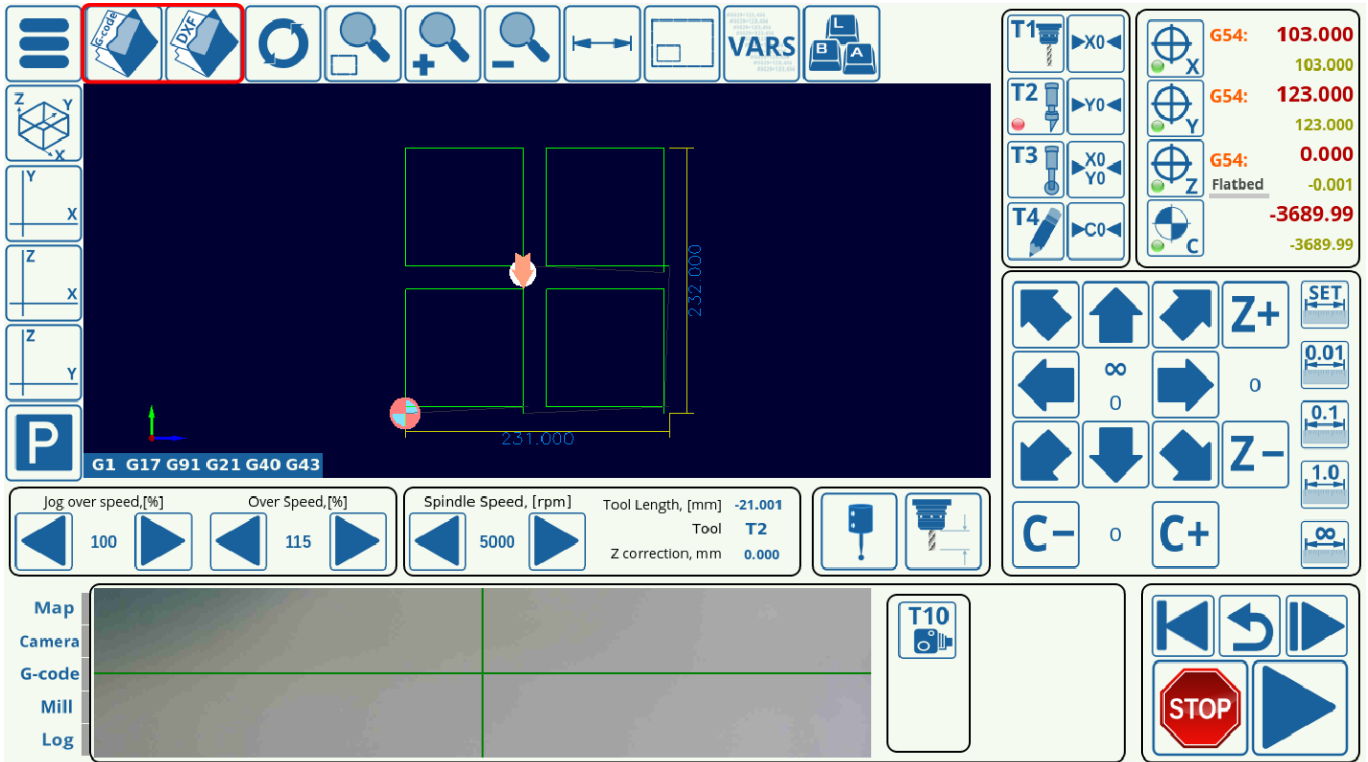 G-code
DXF
VARS
L
B A
Z Y
X
Y
X
Z
X
Z
Y
P
232.000
231.000
G1 G17 G91 G21 G40 G43
T1
X0
T2
Y0
T3
X0
Y0
T4
C0
X
G54: 103.000
103.000
Y
G54: 123.000
123.000
Z
G54: 0.000
Flatbed -0.001
C
-3689.99
-3689.99
Z+
SET
∞
0
0
0.01
0.1
Z-
1.0
C-
0
C+
∞
Jog over speed,[%]
100
Over Speed,[%]
115
Spindle Speed, [rpm]
5000
Tool Length, [mm] -21.001
Tool T2
Z correction, mm 0.000
Map
Camera
G-code
Mill
Log
T10
STOP